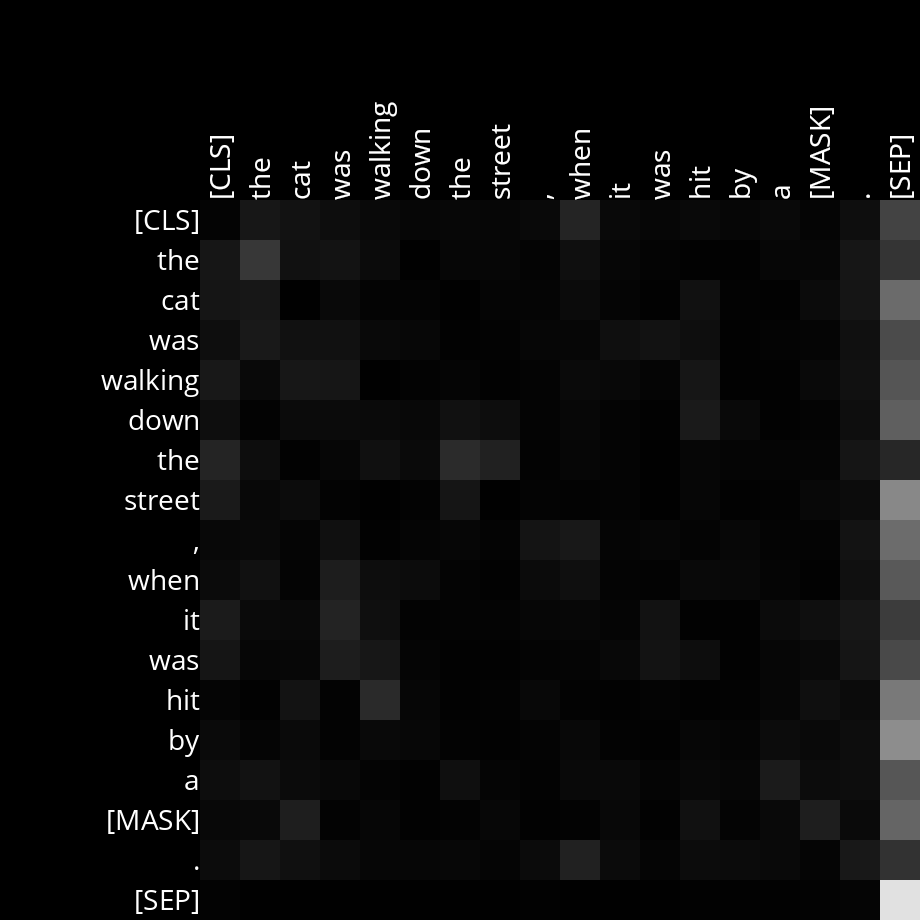 [CLS] the cat was walking down the street , when it was hit by a [MASK] . [SEP]
[CLS]
the
cat
was
walking
down
the
street
,
when
it
was
hit
by
a
[MASK]
.
[SEP]